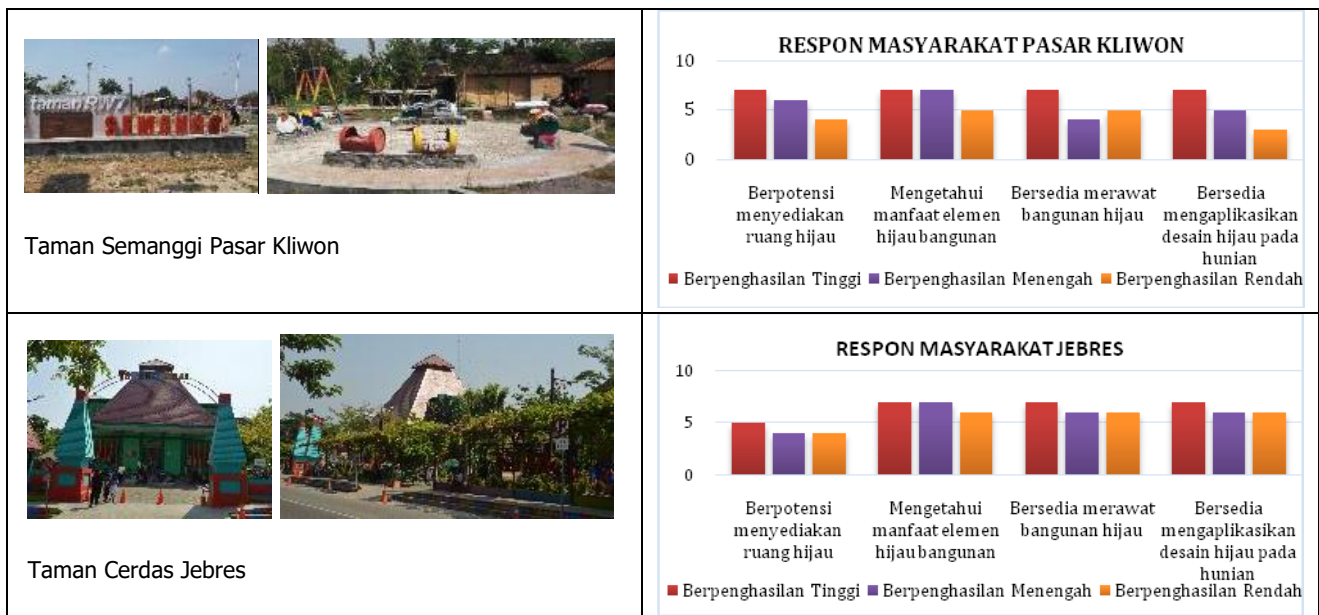 taman RW7
SEMANGGI
Taman Semanggi Pasar Kliwon
RESPON MASYARAKAT PASAR KLIWON
10
5
0
Berpotensi
menyediakan
ruang hijau
Mengetahui
manfaat elemen
hijau bangunan
Bersedia merawat
bangunan hijau
Bersedia
mengaplikasikan
desain hijau pada
hunian
Berpenghasilan Tinggi Berpenghasilan Menengah Berpenghasilan Rendah
Taman Cerdas Jebres
RESPON MASYARAKAT JEBRES
10
5
0
Berpotensi
menyediakan
ruang hijau
Mengetahui
manfaat elemen
hijau bangunan
Bersedia merawat
bangunan hijau
Bersedia
mengaplikasikan
desain hijau pada
hunian
Berpenghasilan Tinggi Berpenghasilan Menengah Berpenghasilan Rendah